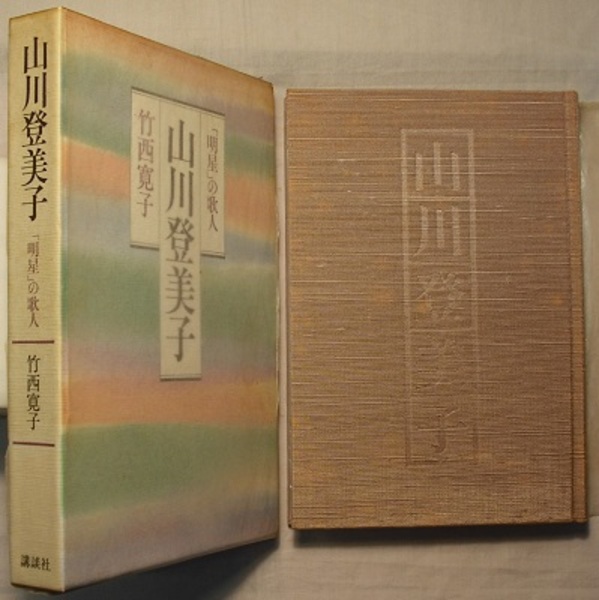 山川登美子
「明星」の歌人
竹西寛子
講談社
「明星」の歌人
山川登美子
竹西寛子
山川登美子